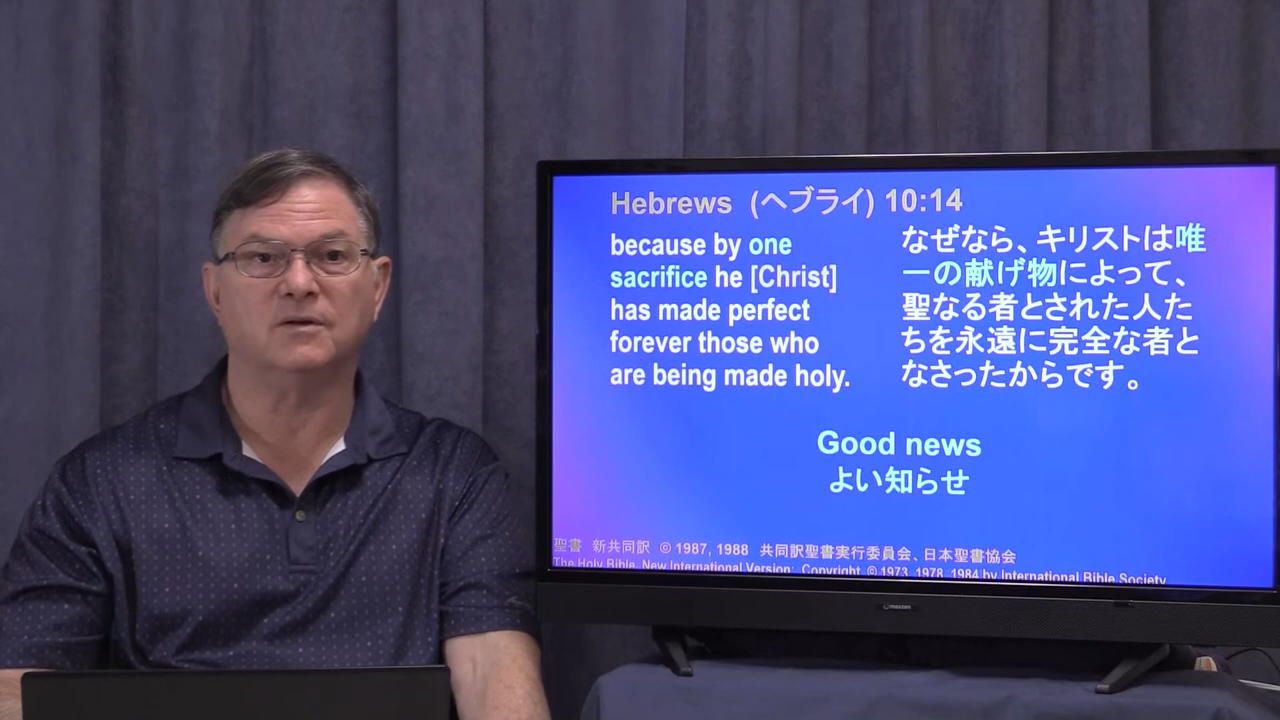 Hebrews (ヘブライ) 10:14
because by one
sacrifice he [Christ]
has made perfect
forever those who
are being made holy.
なぜなら、キリストは唯
一の献げ物によって、
聖なる者とされた人た
ちを永遠に完全な者と
なさったからです。
Good news
よい知らせ
聖書 新共同訳 © 1987, 1988 共同訳聖書実行委員会、日本聖書協会
The Holy Bible, New International Version: Copyright © 1973, 1978, 1984 by International Bible Society
maxzen